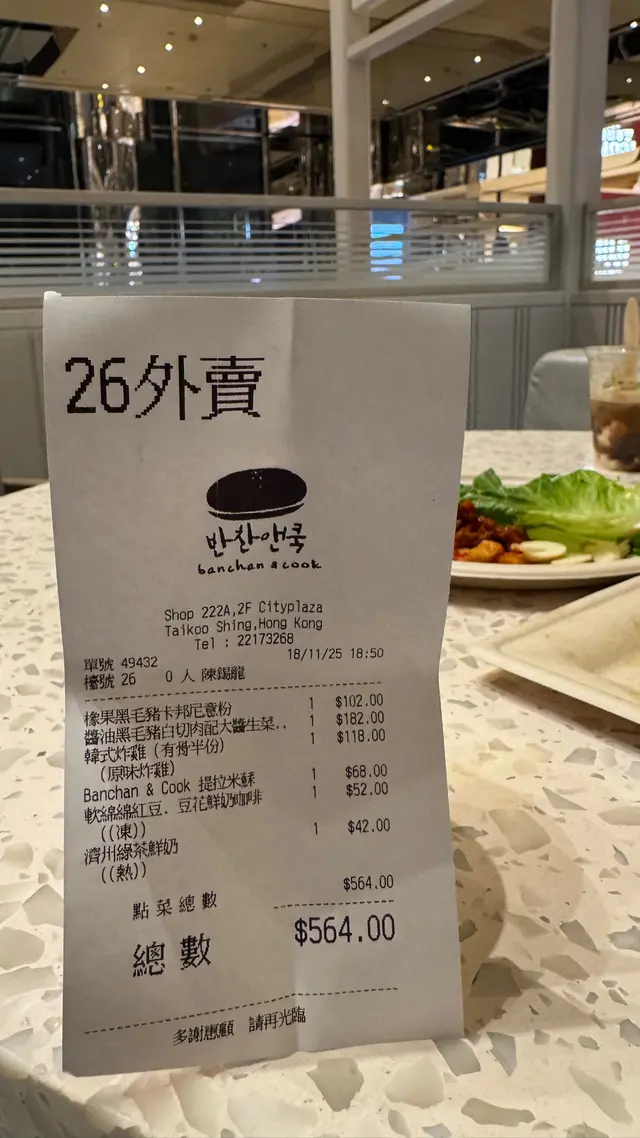 26外賣
반찬앤쿡
banchan & cook
Shop 222A,2F Cityplaza
Taikoo Shing,Hong Kong
Tel : 22173268
單號 49432 18/11/25 18:50
檯號 26 0 人 陳錫龍
橡果黑毛豬卡邦尼意粉 1 $102.00
醬油黑毛豬白切肉配大醬生菜.. 1 $182.00
韓式炸雞 (有骨半份) 1 $118.00
(原味炸雞)
Banchan & Cook 提拉米蘇 1 $68.00
軟綿綿紅豆．豆花鮮奶咖啡 1 $52.00
((凍))
濟州綠茶鮮奶 1 $42.00
((熱))
點菜總數 $564.00
總數 $564.00
多謝惠顧 請再光臨